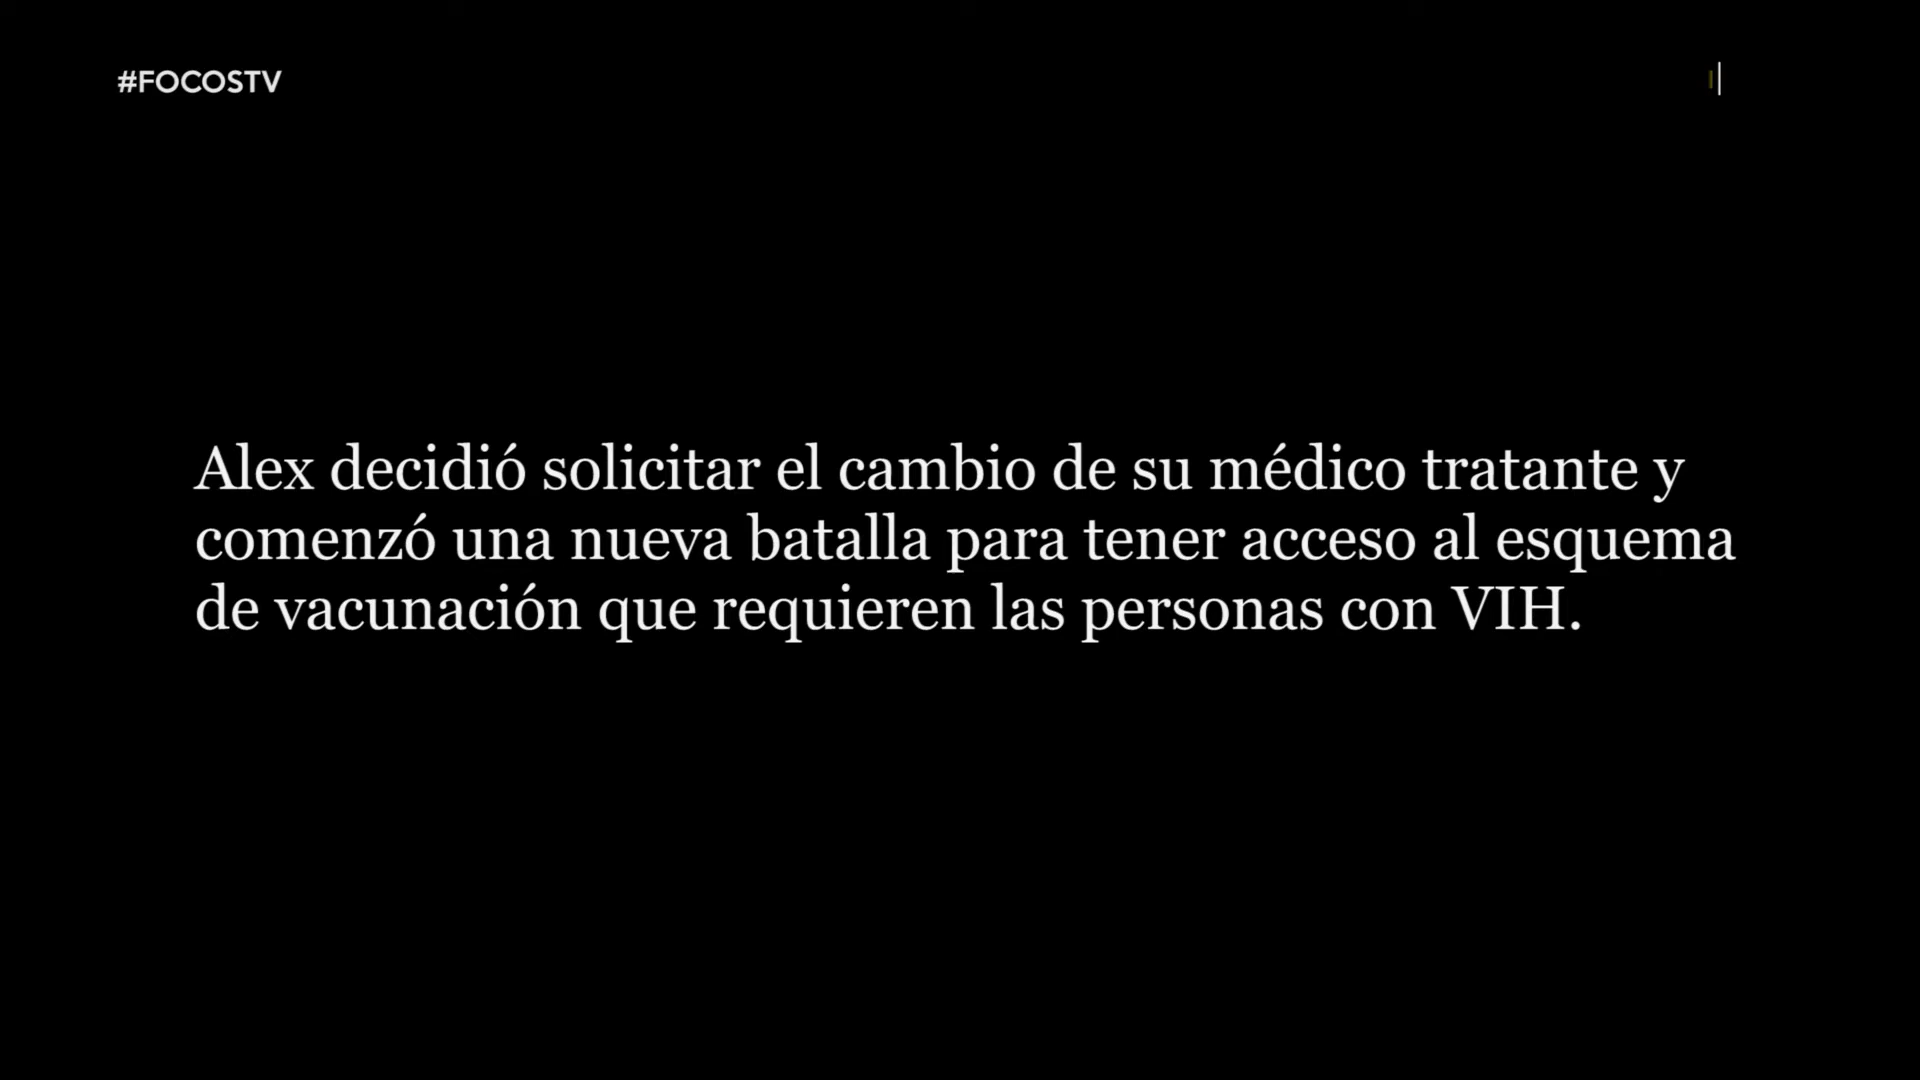 #FOCOSTV
Alex decidió solicitar el cambio de su médico tratante y
comenzó una nueva batalla para tener acceso al esquema
de vacunación que requieren las personas con VIH.